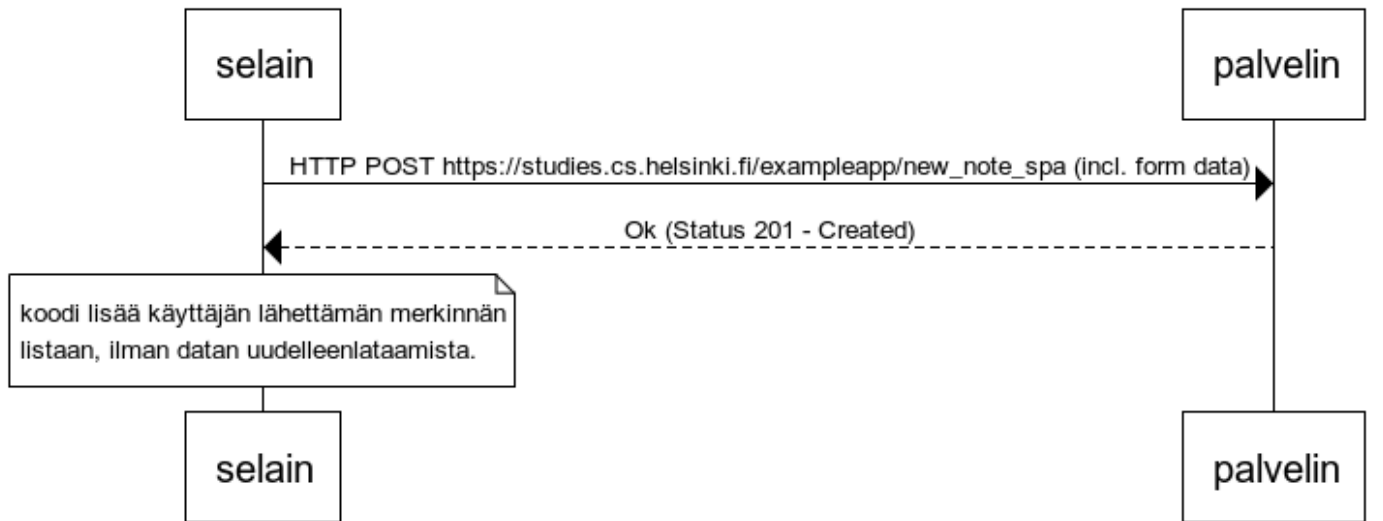 selain
palvelin
HTTP POST https://studies.cs.helsinki.fi/exampleapp/new_note_spa (incl. form data)
Ok (Status 201 - Created)
koodi lisää käyttäjän lähettämän merkinnän
listaan, ilman datan uudelleenlataamista.
selain
palvelin